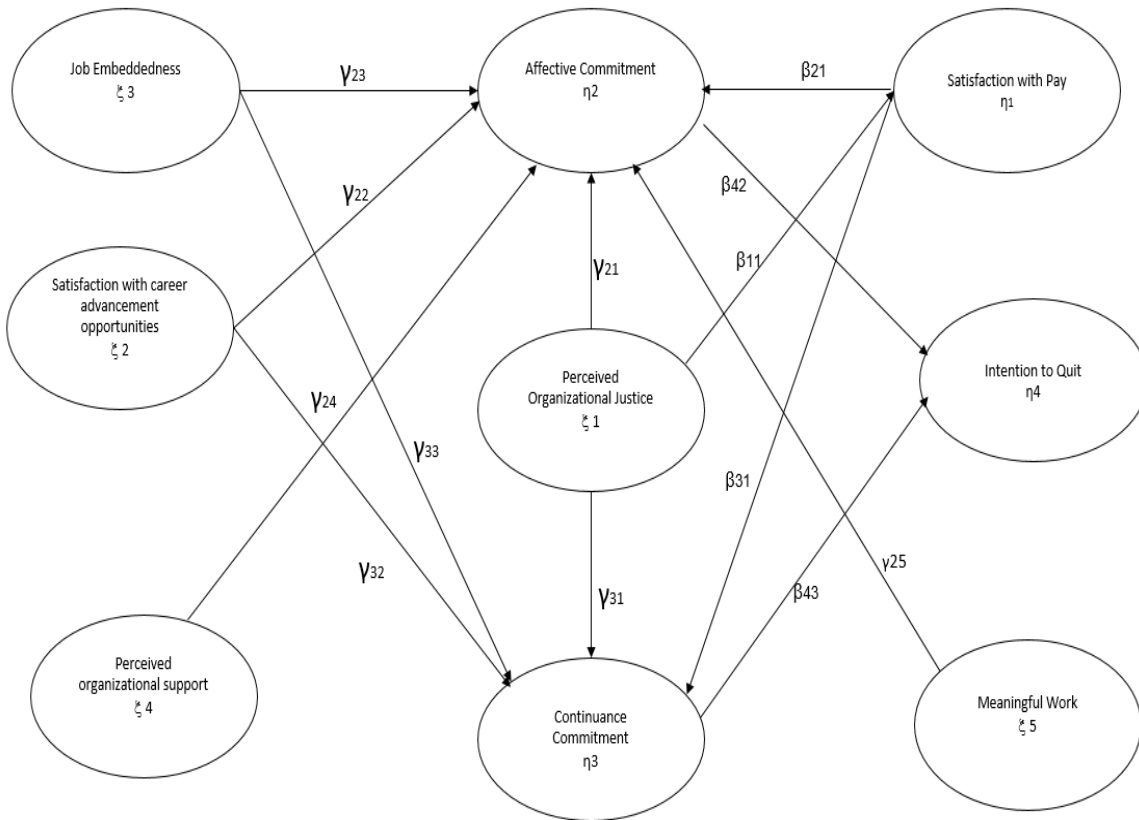 Job Embeddedness
ξ 3
γ23
Affective Commitment
η2
β21
Satisfaction with Pay
η1
γ22
β42
Satisfaction with career
advancement
opportunities
ξ 2
γ21
β11
Perceived
Organizational Justice
ξ 1
Intention to Quit
η4
γ24
γ33
β31
γ32
γ31
β43
γ25
Perceived
organizational support
ξ 4
Continuance
Commitment
η3
Meaningful Work
ξ 5